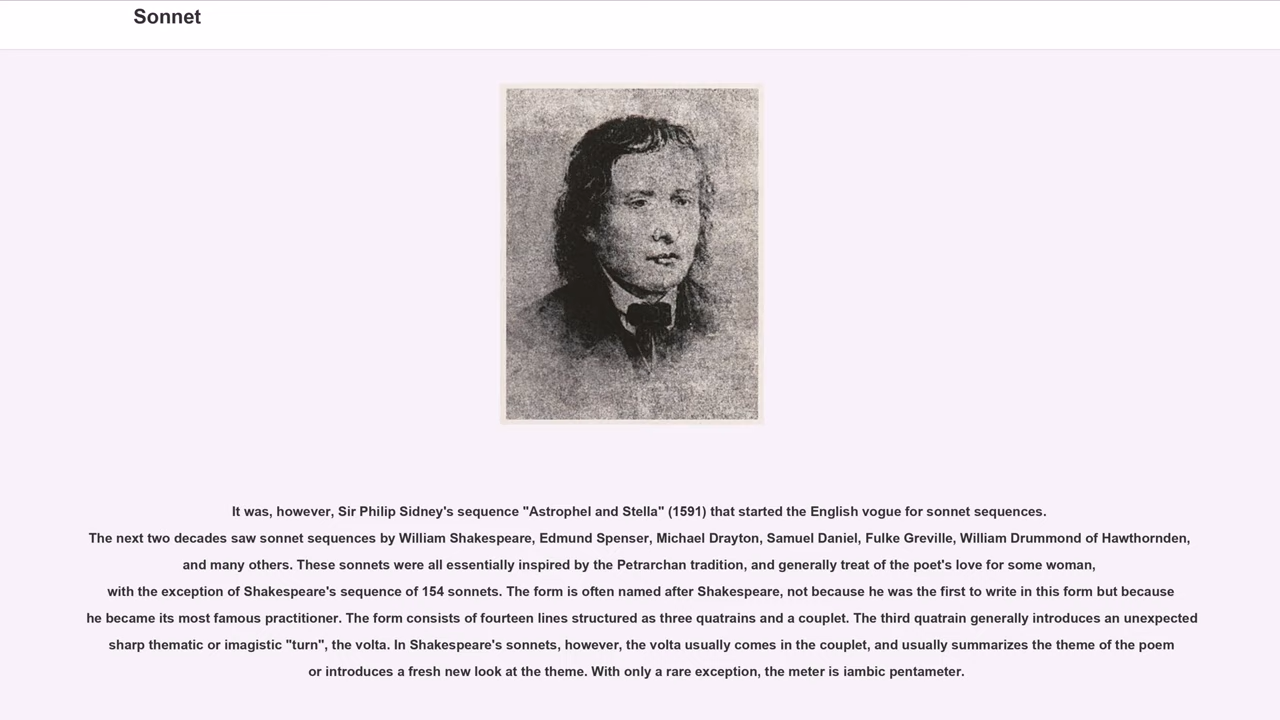 Sonnet
It was, however, Sir Philip Sidney's sequence "Astrophel and Stella" (1591) that started the English vogue for sonnet sequences.
The next two decades saw sonnet sequences by William Shakespeare, Edmund Spenser, Michael Drayton, Samuel Daniel, Fulke Greville, William Drummond of Hawthornden,
and many others. These sonnets were all essentially inspired by the Petrarchan tradition, and generally treat of the poet's love for some woman,
with the exception of Shakespeare's sequence of 154 sonnets. The form is often named after Shakespeare, not because he was the first to write in this form but because
he became its most famous practitioner. The form consists of fourteen lines structured as three quatrains and a couplet. The third quatrain generally introduces an unexpected
sharp thematic or imagistic "turn", the volta. In Shakespeare's sonnets, however, the volta usually comes in the couplet, and usually summarizes the theme of the poem
or introduces a fresh new look at the theme. With only a rare exception, the meter is iambic pentameter.